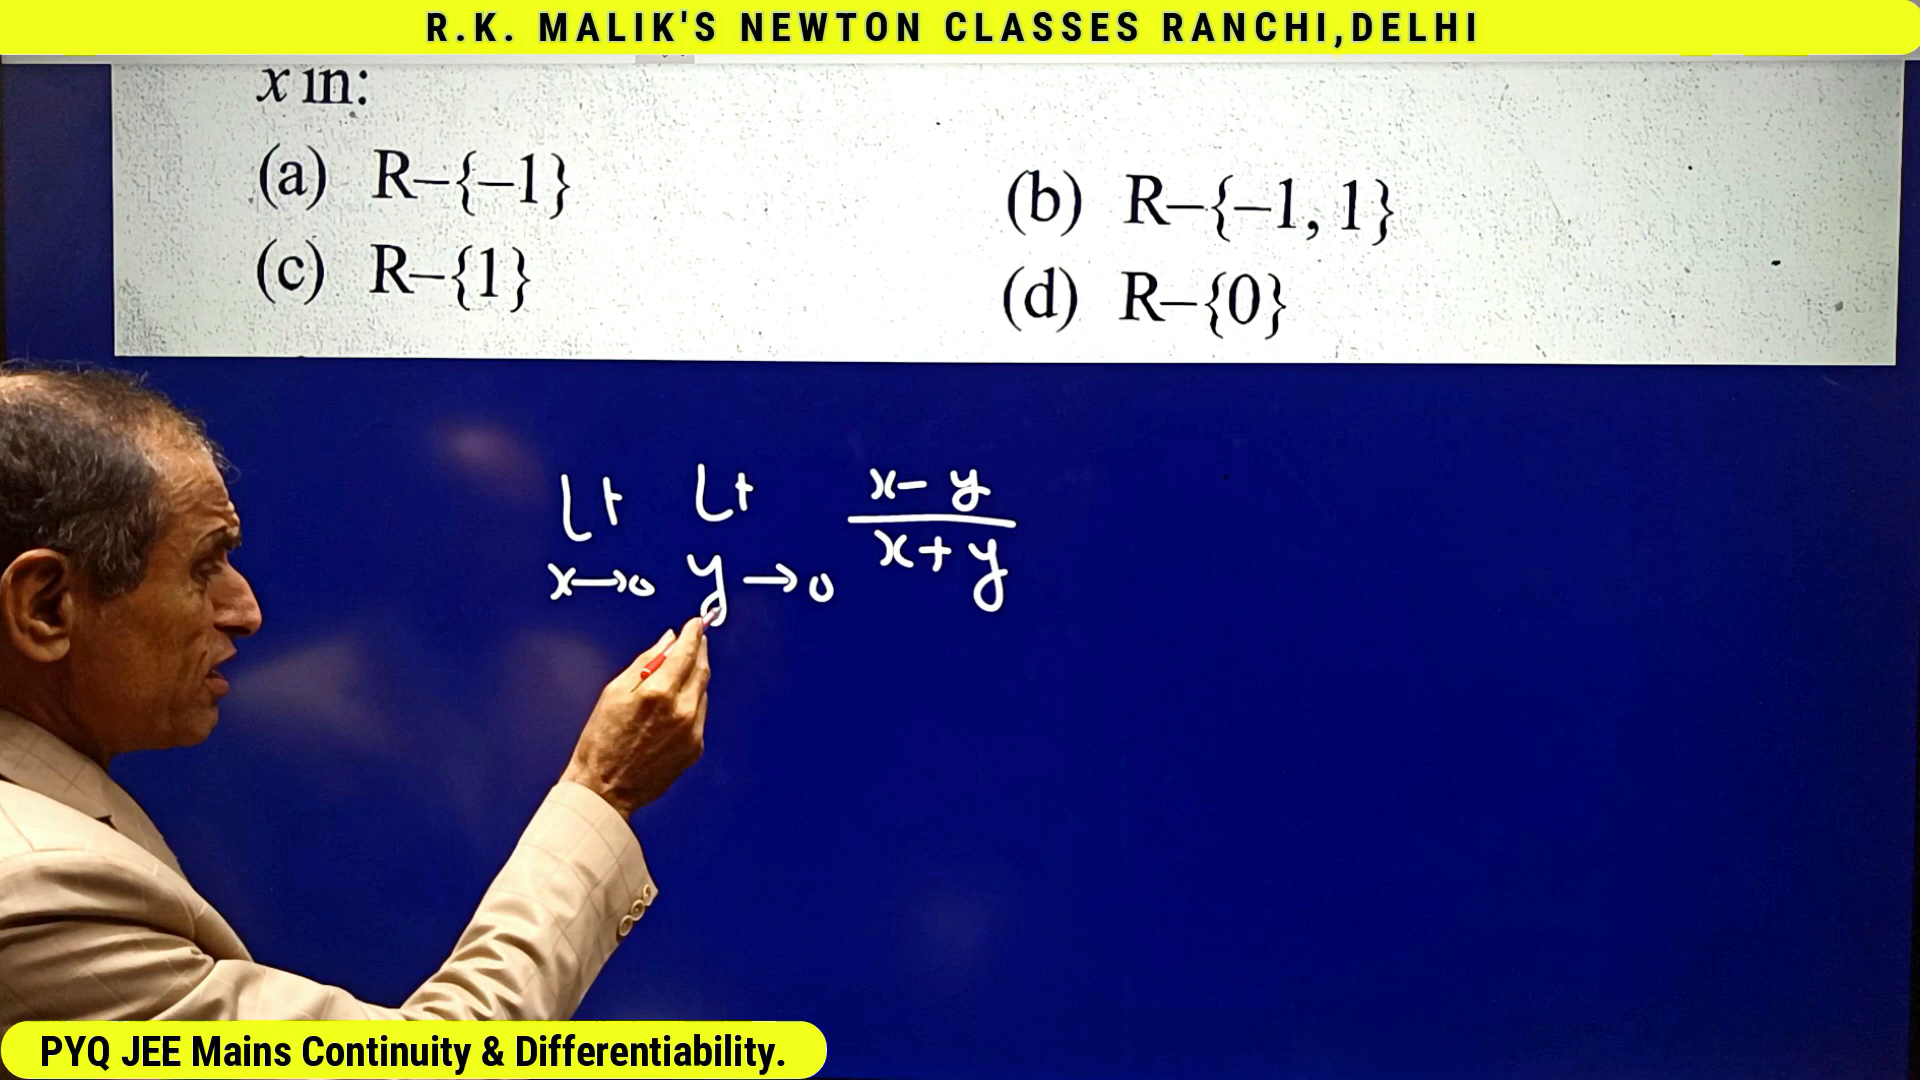 R.K. MALIK'S NEWTON CLASSES RANCHI,DELHI
x in:
(a) R–{–1}
(b) R–{–1, 1}
(c) R–{1}
(d) R–{0}
Lt Lt x- y
x→0 y→0 x+y
PYQ JEE Mains Continuity & Differentiability.